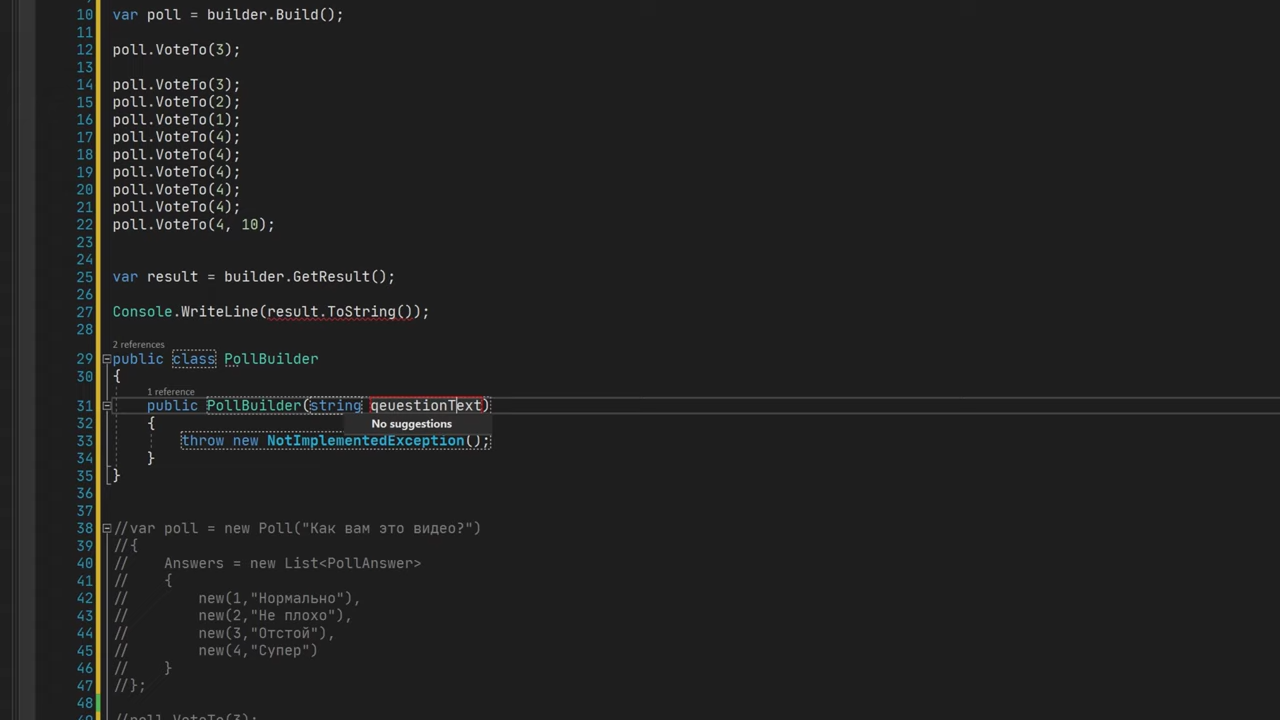 10 var poll = builder.Build();
11
12 poll.VoteTo(3);
13
14 poll.VoteTo(3);
15 poll.VoteTo(2);
16 poll.VoteTo(1);
17 poll.VoteTo(4);
18 poll.VoteTo(4);
19 poll.VoteTo(4);
20 poll.VoteTo(4);
21 poll.VoteTo(4);
22 poll.VoteTo(4, 10);
23
24
25 var result = builder.GetResult();
26
27 Console.WriteLine(result.ToString());
28
2 references
29 public class PollBuilder
30 {
1 reference
31 public PollBuilder(string qeuestionText)
32 {
No suggestions
33 throw new NotImplementedException();
34 }
35 }
36
37
38 //var poll = new Poll("Как вам это видео?")
39 //{
40 // Answers = new List<PollAnswer>
41 // {
42 // new(1,"Нормально"),
43 // new(2,"Не плохо"),
44 // new(3,"Отстой"),
45 // new(4,"Супер")
46 // }
47 //};
48
49 //poll.VoteTo(3);